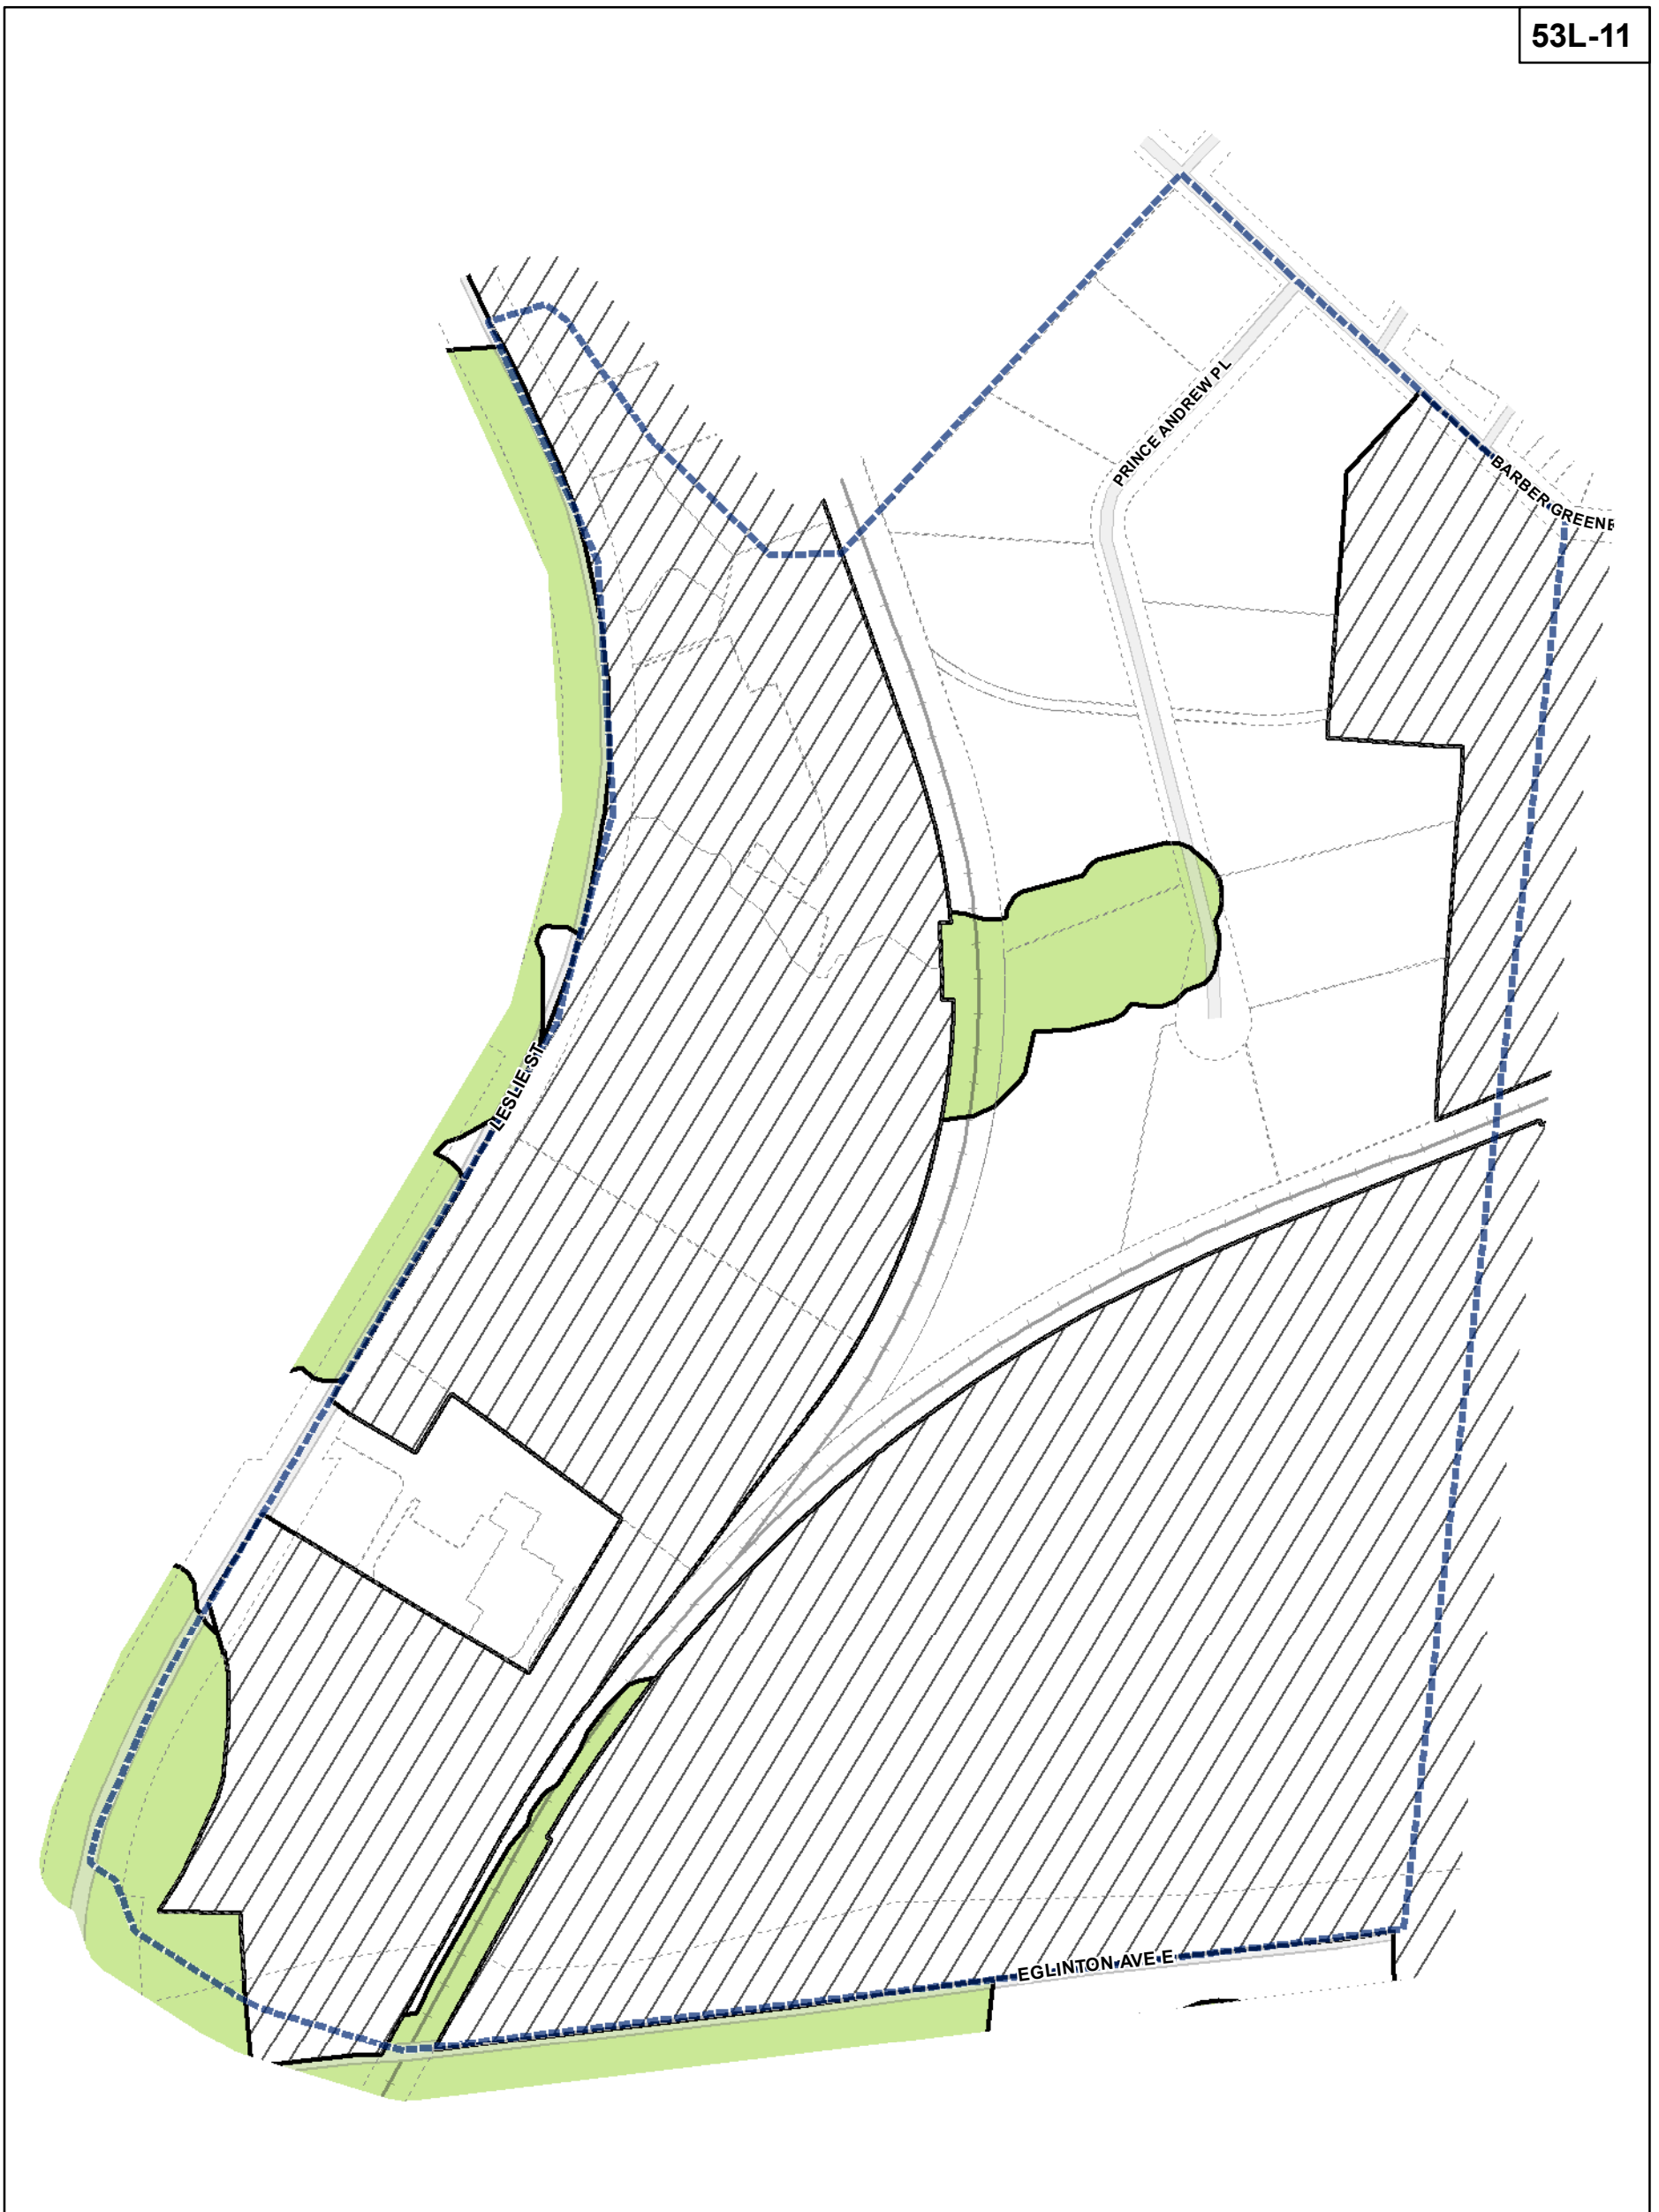 53L-11
PRINCE ANDREW PL
BARBER GREENE
LESLIE ST
EGLINTON AVE E